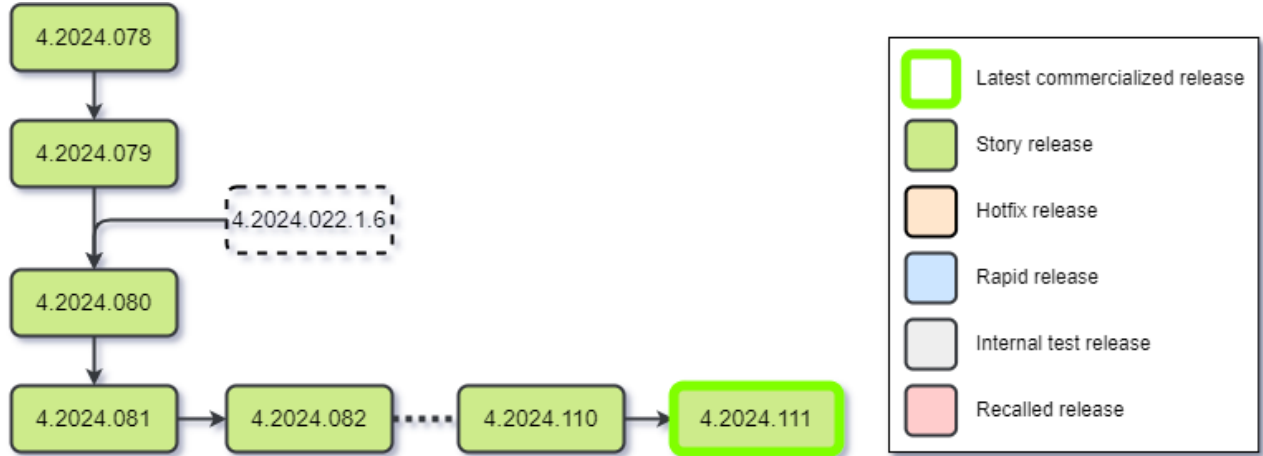 4.2024.078
4.2024.079
4.2024.022.1.6
4.2024.080
4.2024.081
4.2024.082
4.2024.110
4.2024.111
Latest commercialized release
Story release
Hotfix release
Rapid release
Internal test release
Recalled release